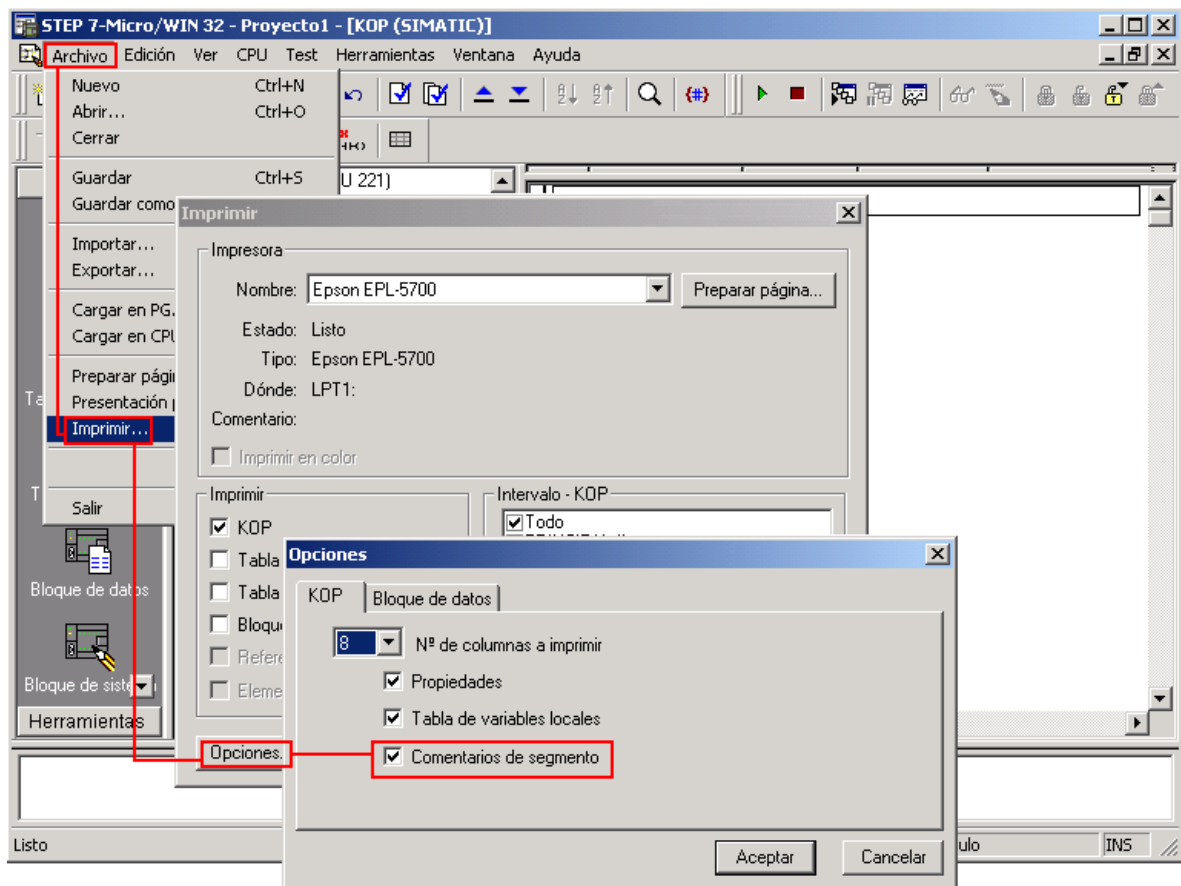 STEP 7-Micro/WIN 32 - Proyecto1 - [KOP (SIMATIC)]
Archivo Edición Ver CPU Test Herramientas Ventana Ayuda
Nuevo Ctrl+N
Abrir... Ctrl+O
Cerrar
Guardar Ctrl+S
Guardar como
Importar...
Exportar...
Cargar en PG.
Cargar en CPU
Preparar pági
Presentación
Imprimir...
Salir
U 221)
Imprimir
Impresora
Nombre: Epson EPL-5700 Preparar página...
Estado: Listo
Tipo: Epson EPL-5700
Dónde: LPT1:
Comentario:
Imprimir en color
Imprimir
KOP
Tabla
Tabla
Bloqu
Refere
Eleme
Opciones.
Intervalo - KOP
Todo
Opciones
KOP Bloque de datos
8 Nº de columnas a imprimir
Propiedades
Tabla de variables locales
Comentarios de segmento
Aceptar Cancelar
Bloque de datos
Bloque de sist
Herramientas
Listo
ulo INS